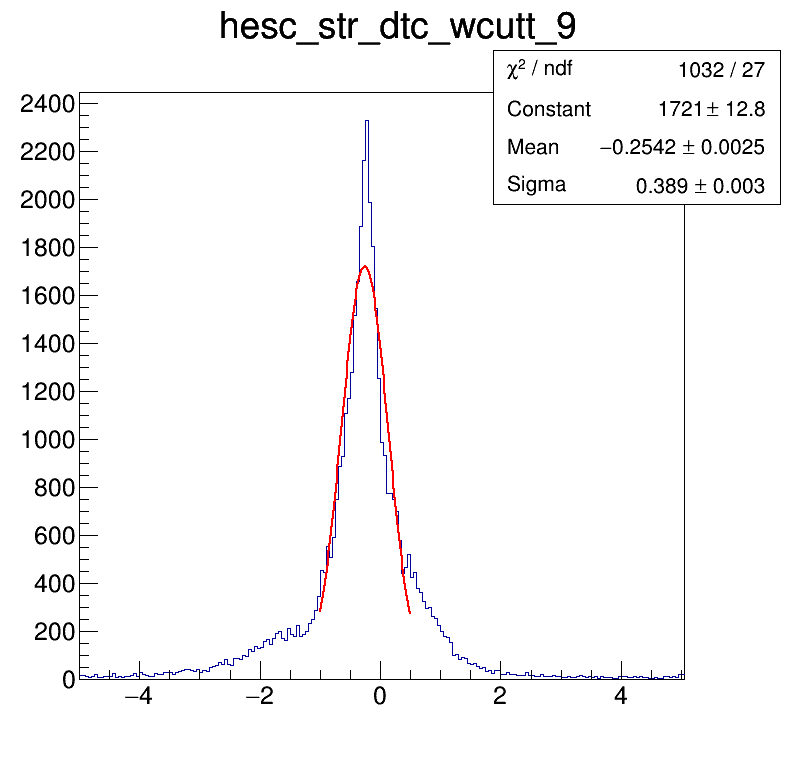 hesc_str_dtc_wcutt_9
χ² / ndf 1032 / 27
Constant 1721 ± 12.8
Mean −0.2542 ± 0.0025
Sigma 0.389 ± 0.003
2400
2200
2000
1800
1600
1400
1200
1000
800
600
400
200
0
−4 −2 0 2 4